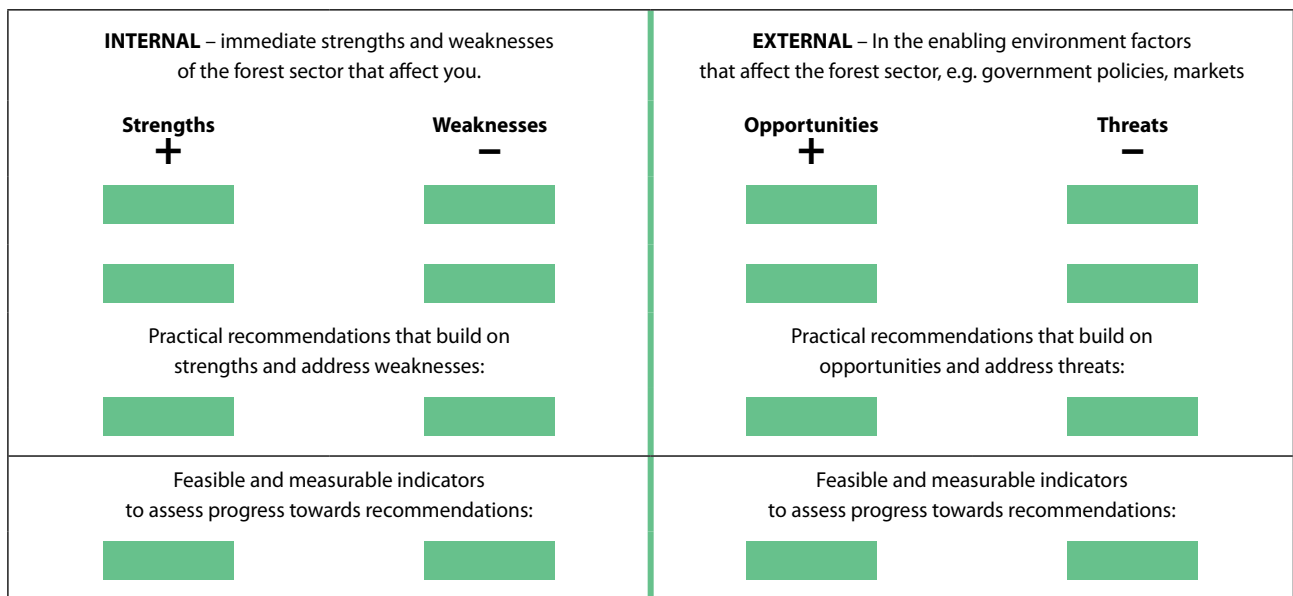 INTERNAL – immediate strengths and weaknesses
of the forest sector that affect you.
EXTERNAL – In the enabling environment factors
that affect the forest sector, e.g. government policies, markets
Strengths
+
Weaknesses
–
Opportunities
+
Threats
–
Practical recommendations that build on
strengths and address weaknesses:
Practical recommendations that build on
opportunities and address threats:
Feasible and measurable indicators
to assess progress towards recommendations:
Feasible and measurable indicators
to assess progress towards recommendations: